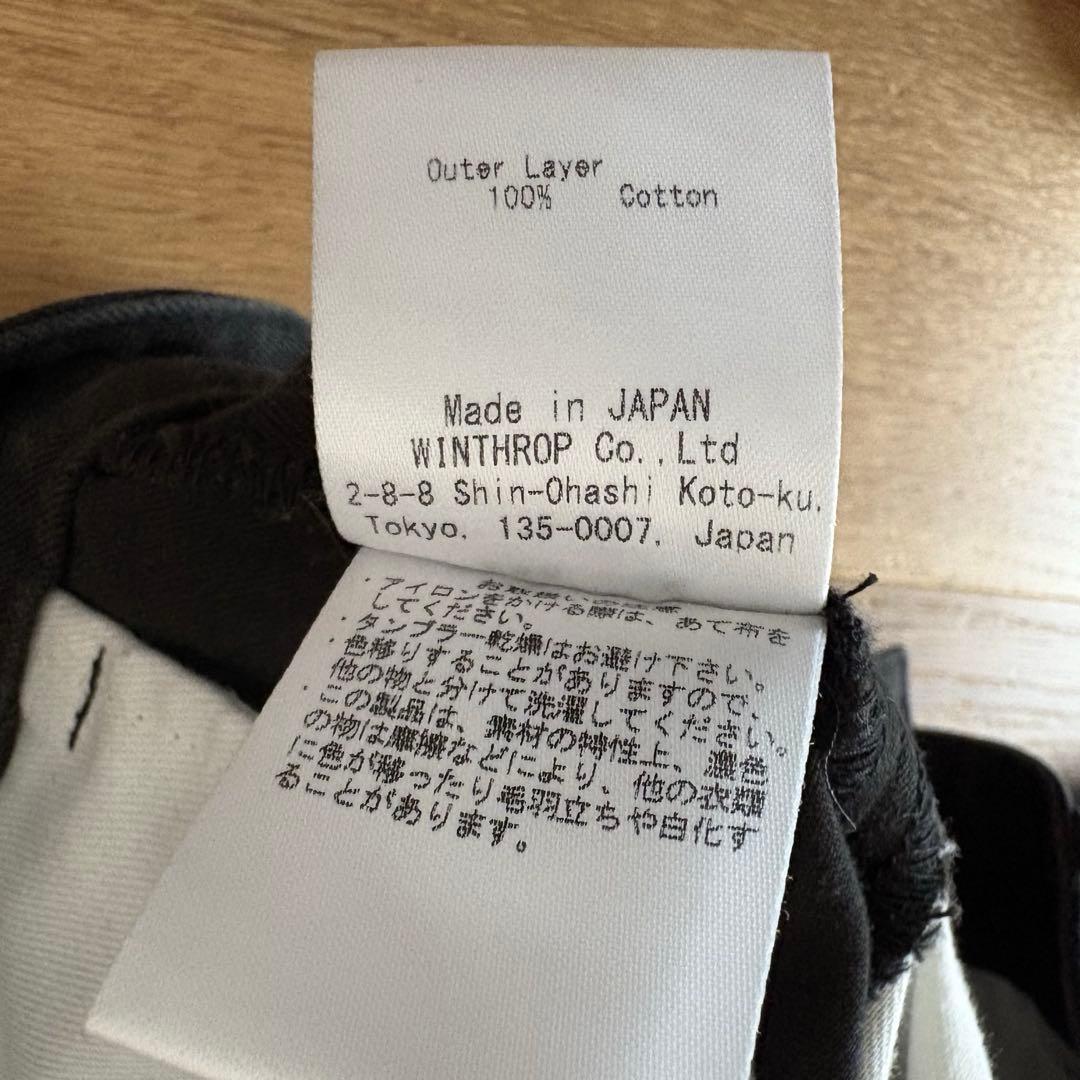 Outer Layer
100% Cotton
Made in JAPAN
WINTHROP Co.,Ltd
2-8-8 Shin-Ohashi Koto-ku,
Tokyo, 135-0007, Japan
・アイロンをかける際は、あて布を
してください。
・タンブラー乾燥はお避け下さい。
色移りすることがありますので、
他の物と分けて洗濯してください。
・この製品は、素材の特性上、濃色
の物は摩擦などにより、他の衣類
に色が移ったり毛羽立ちや白化す
ることがあります。